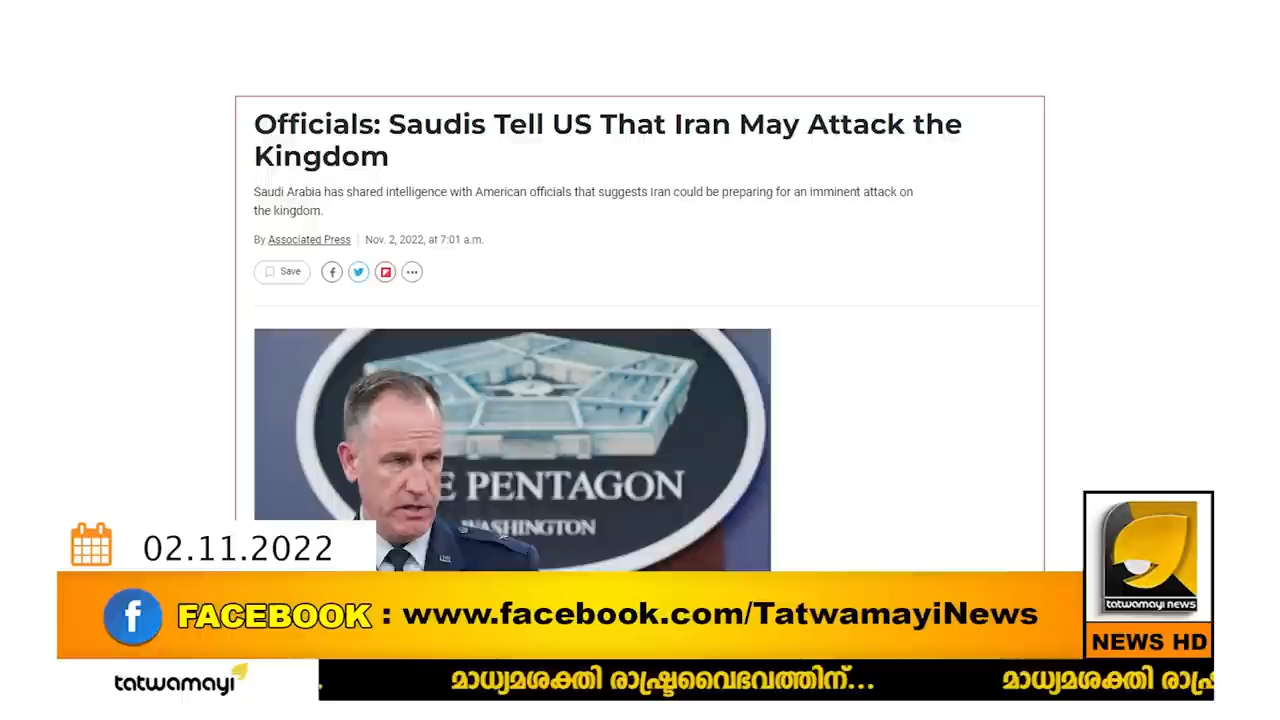 Officials: Saudis Tell US That Iran May Attack the
Kingdom
Saudi Arabia has shared intelligence with American officials that suggests Iran could be preparing for an imminent attack on
the kingdom.
By Associated Press | Nov. 2, 2022, at 7:01 a.m.
Save
PENTAGON
WASHINGTON
02.11.2022
FACEBOOK : www.facebook.com/TatwamayiNews
tatwamayi news
NEWS HD
tatwamayi
മാധ്യമശക്തി രാഷ്ട്രവൈഭവത്തിന്... മാധ്യമശക്തി